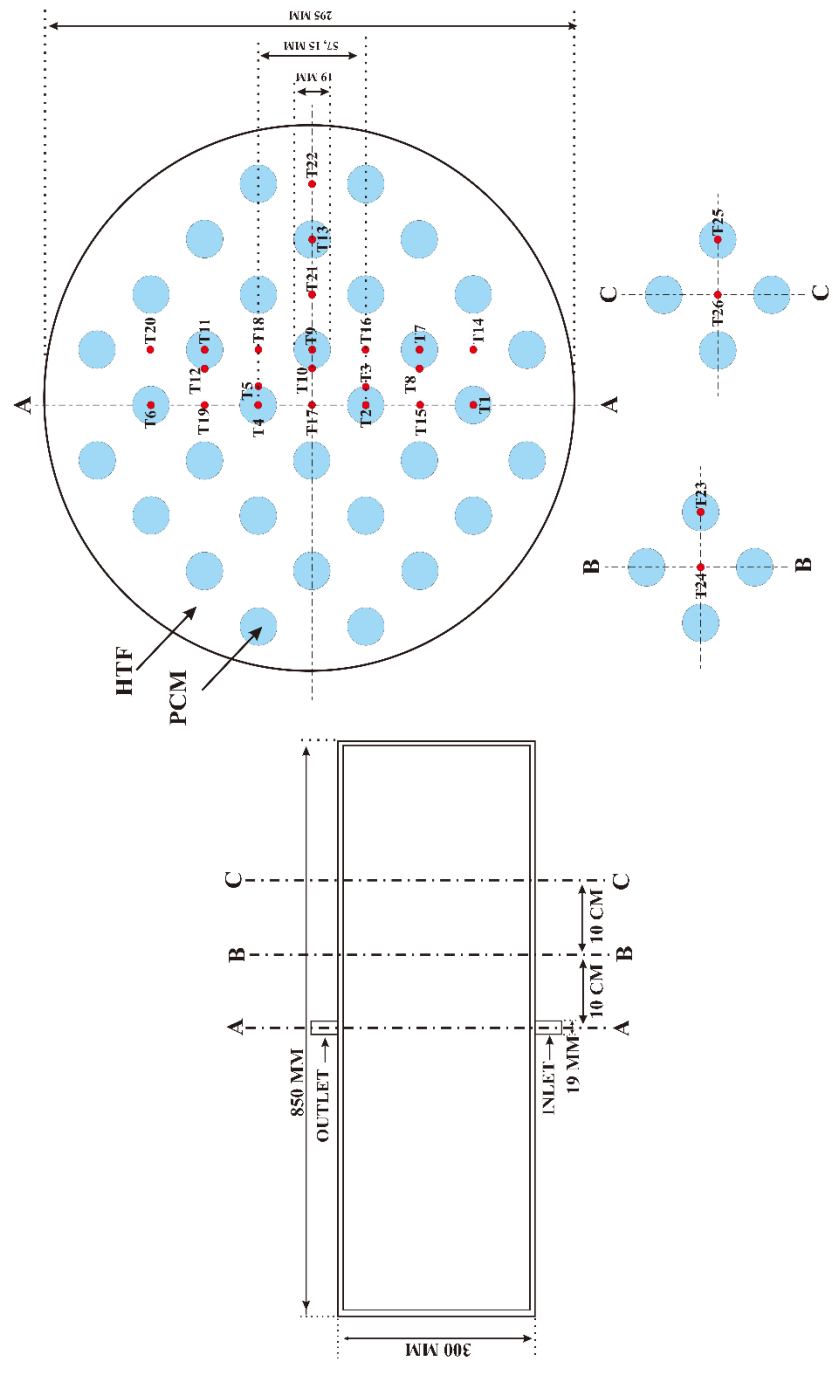 295 MM
57,15 MM
19 MM
T22
T13
T21
T20
T11
T18
T9
T16
T7
T14
T12
T5
T10
T3
T8
A
T6
T19
T4
T17
T2
T15
T1
A
HTF
PCM
C
T25
T26
C
B
T23
T24
B
850 MM
OUTLET
A
B
C
A
B
C
10 CM
10 CM
INLET
19 MM
300 MM